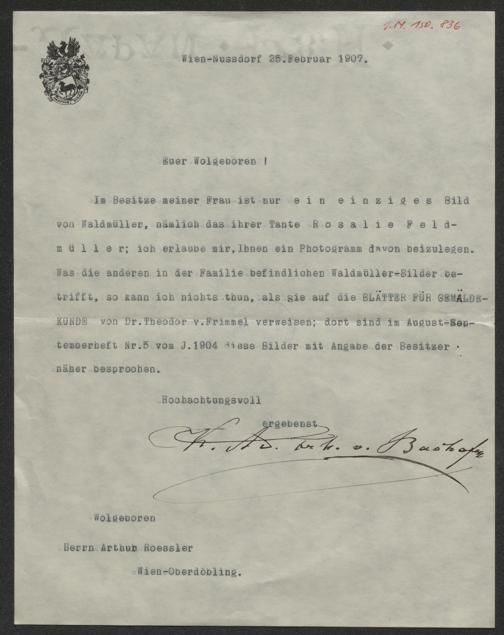 I.N. 150.836
Wien-Nussdorf 25.Februar 1907.
Euer Wolgeboren !
Im Besitze meiner Frau ist nur e i n e i n z i g e s Bild
von Waldmüller, nämlich das ihrer Tante R o s a l i e F e l d-
m ü l l e r; ich erlaube mir, Ihnen ein Photogramm davon beizulegen.
Was die anderen in der Familie befindlichen Waldmüller-Bilder be-
trifft, so kann ich nichts thun, als Sie auf die BLÄTTER FÜR GEMÄLDE-
KUNDE von Dr.Theodor v.Frimmel verweisen; dort sind im August-Sep-
temberheft Nr.5 vom J.1904 diese Bilder mit Angabe der Besitzer
näher besprochen.
Hochachtungsvoll
ergebenst
v. Bachofen
Wolgeboren
Herrn Arthur Roessler
Wien-Oberdöbling.